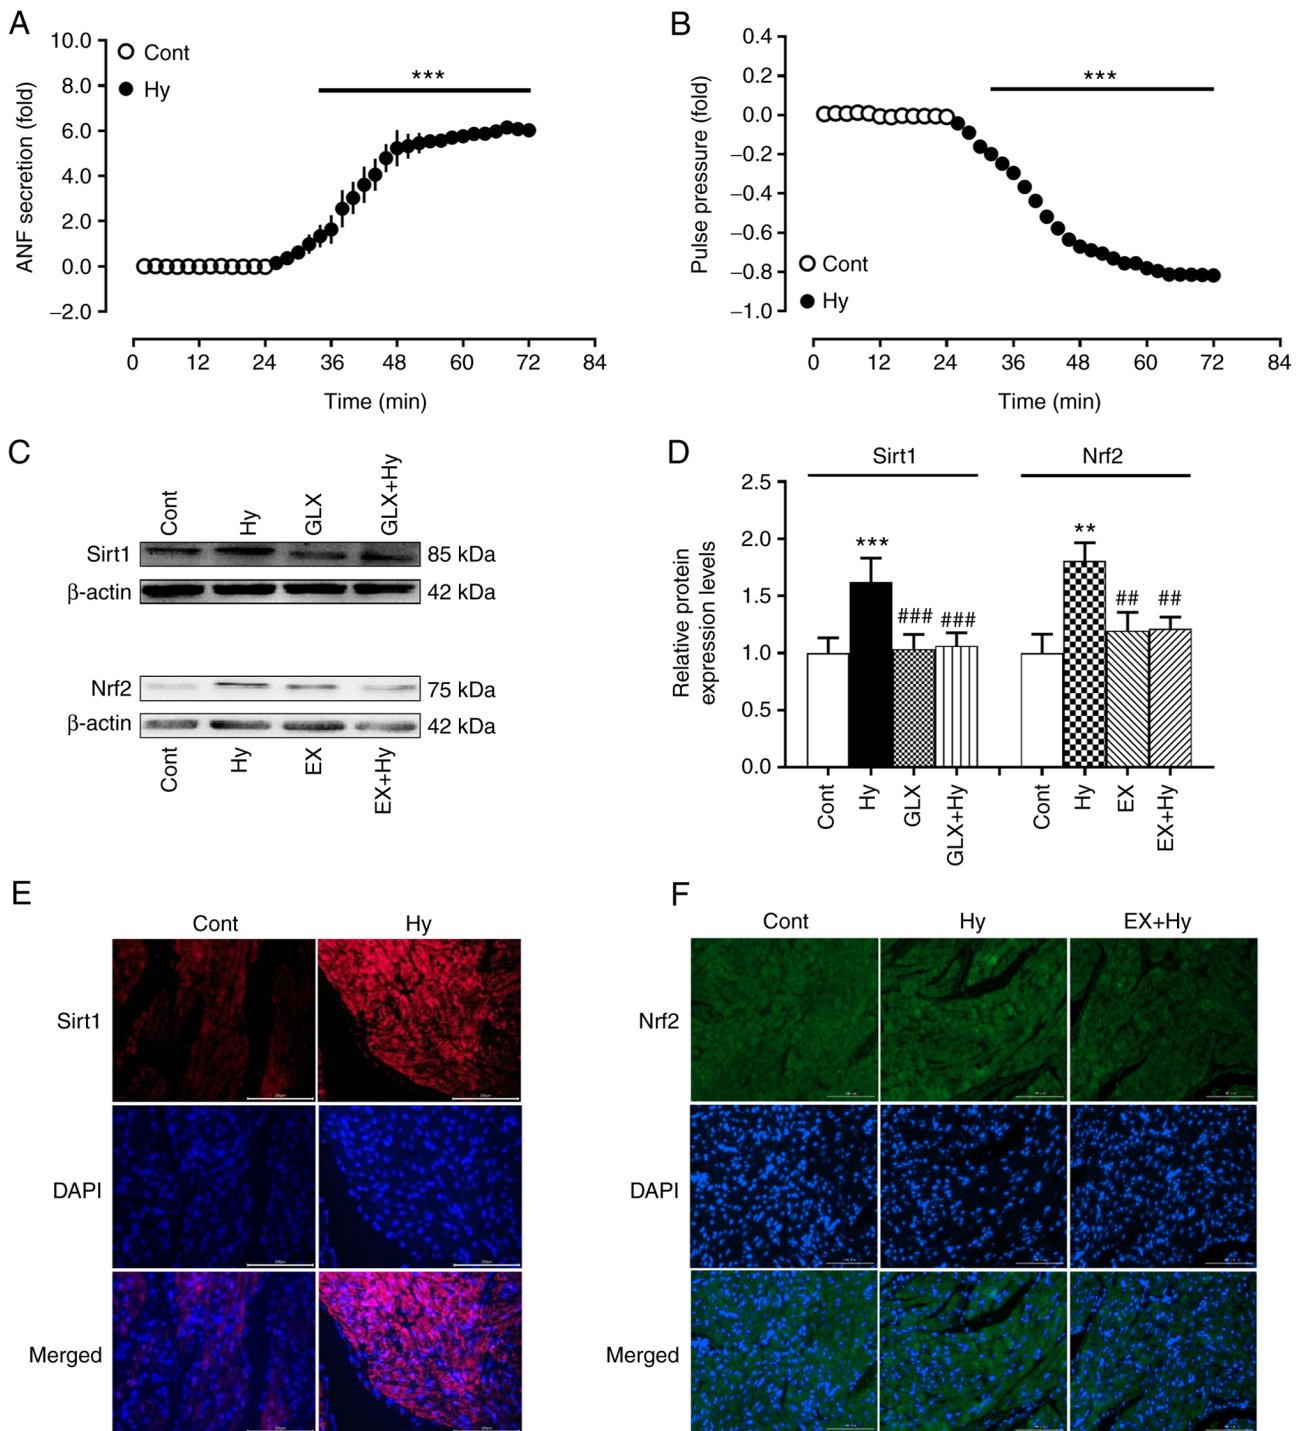 A
ANF secretion (fold)
10.0
8.0
6.0
4.0
2.0
0.0
−2.0
Cont
Hy
***
0 12 24 36 48 60 72 84
Time (min)
B
Pulse pressure (fold)
0.4
0.2
0.0
−0.2
−0.4
−0.6
−0.8
−1.0
***
Cont
Hy
0 12 24 36 48 60 72 84
Time (min)
C
Cont Hy GLX GLX+Hy
Sirt1 85 kDa
β-actin 42 kDa
Nrf2 75 kDa
β-actin 42 kDa
Cont Hy EX EX+Hy
D
Relative protein
expression levels
Sirt1 Nrf2
2.5
2.0
1.5
1.0
0.5
0.0
*** ### ### ** ## ##
Cont Hy GLX GLX+Hy Cont Hy EX EX+Hy
E
Cont Hy
Sirt1
DAPI
Merged
F
Cont Hy EX+Hy
Nrf2
DAPI
Merged